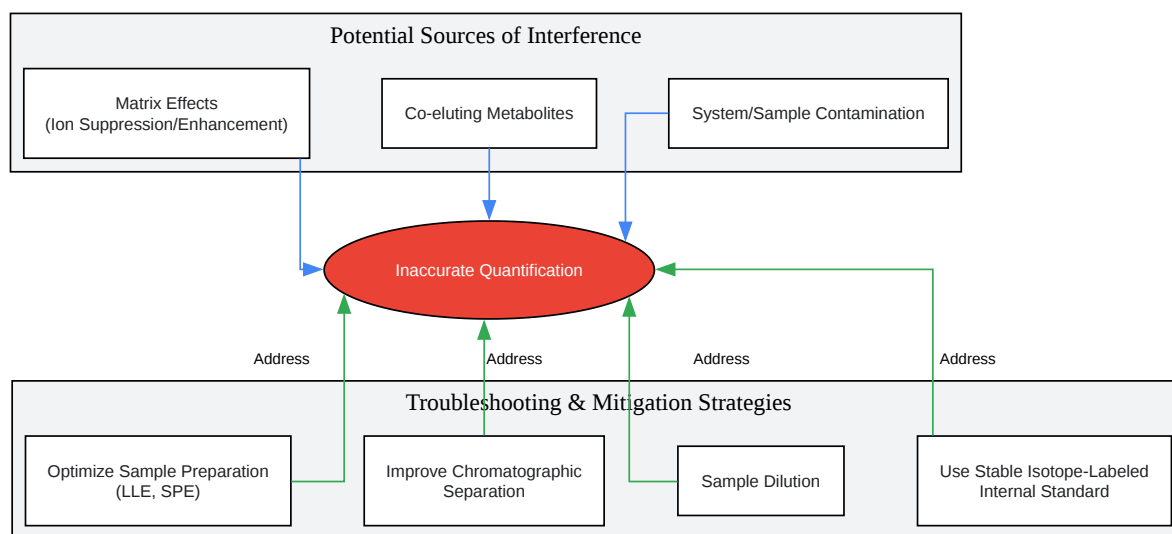 Potential Sources of Interference
Matrix Effects
(Ion Suppression/Enhancement)
Co-eluting Metabolites
System/Sample Contamination
Inaccurate Quantification
Address
Address
Address
Address
Troubleshooting & Mitigation Strategies
Optimize Sample Preparation
(LLE, SPE)
Improve Chromatographic
Separation
Sample Dilution
Use Stable Isotope-Labeled
Internal Standard